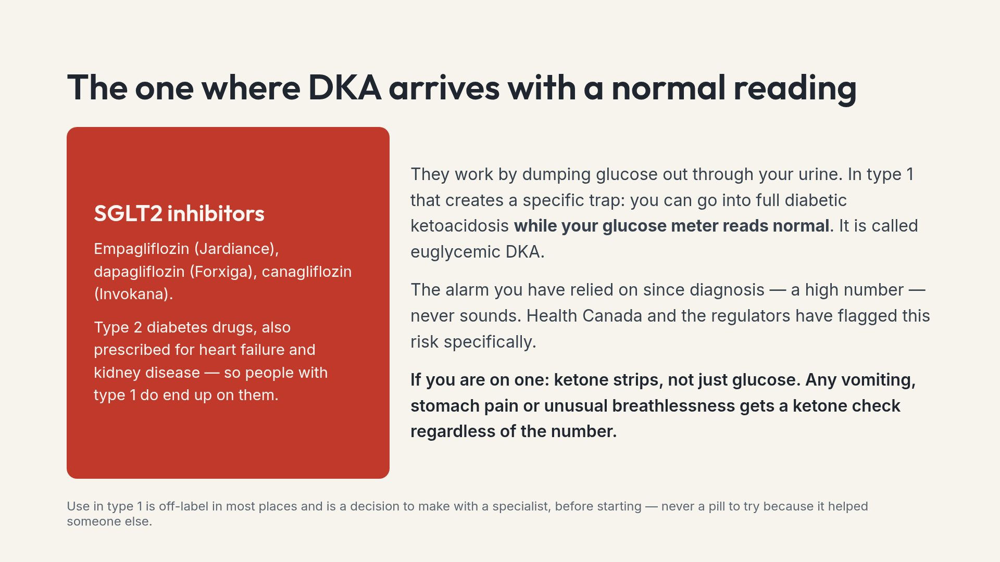 The one where DKA arrives with a normal reading
SGLT2 inhibitors
Empagliflozin (Jardiance),
dapagliflozin (Forxiga), canagliflozin
(Invokana).
Type 2 diabetes drugs, also
prescribed for heart failure and
kidney disease — so people with
type 1 do end up on them.
They work by dumping glucose out through your urine. In type 1
that creates a specific trap: you can go into full diabetic
ketoacidosis while your glucose meter reads normal. It is called
euglycemic DKA.
The alarm you have relied on since diagnosis — a high number —
never sounds. Health Canada and the regulators have flagged this
risk specifically.
If you are on one: ketone strips, not just glucose. Any vomiting,
stomach pain or unusual breathlessness gets a ketone check
regardless of the number.
Use in type 1 is off-label in most places and is a decision to make with a specialist, before starting — never a pill to try because it helped
someone else.